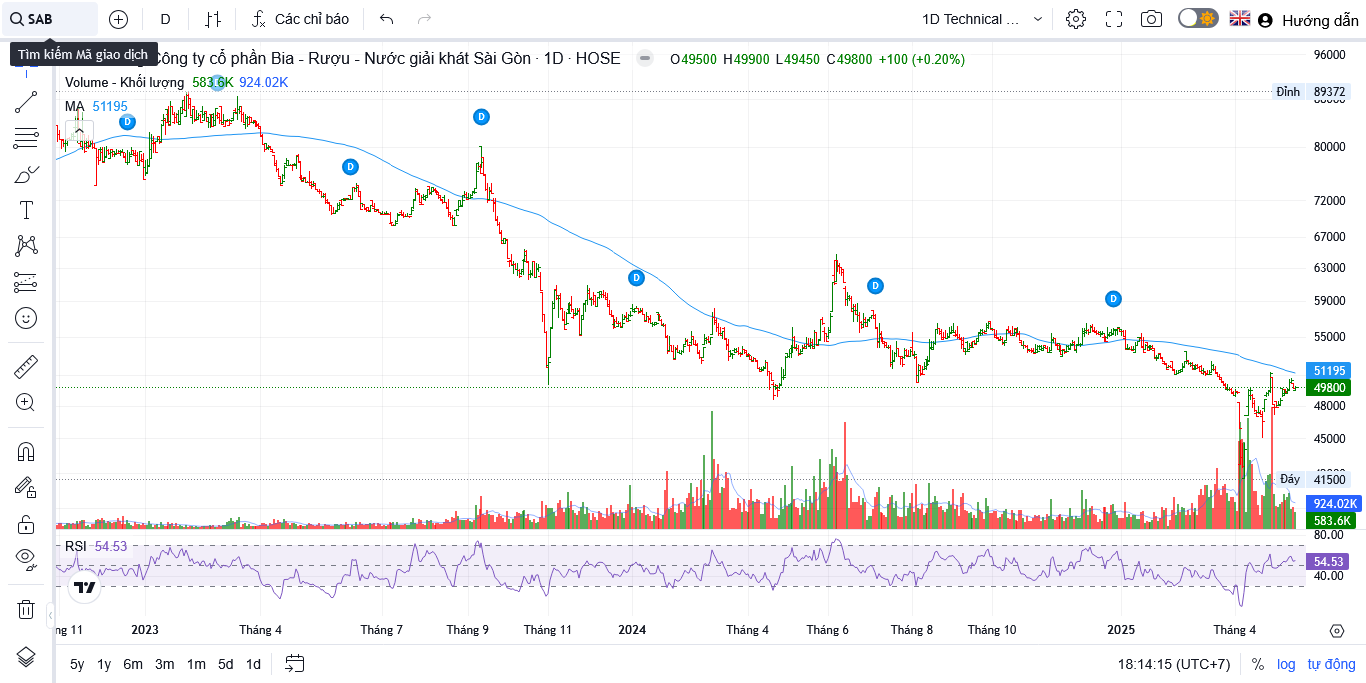 SAB
D
Các chỉ báo
1D Technical ...
Hướng dẫn
Tìm kiếm Mã giao dịch
Công ty cổ phần Bia - Rượu - Nước giải khát Sài Gòn · 1D · HOSE
O49500 H49900 L49450 C49800 +100 (+0.20%)
Volume - Khối lượng 583.6K 924.02K
MA 51195
D
D
D
D
D
D
96000
Đỉnh 89372
80000
72000
67000
63000
59000
55000
51195
49800
48000
45000
Đáy 41500
924.02K
583.6K
RSI 54.53
80.00
54.53
40.00
ng 11 2023 Tháng 4 Tháng 7 Tháng 9 Tháng 11 2024 Tháng 4 Tháng 6 Tháng 8 Tháng 10 2025 Tháng 4
5y 1y 6m 3m 1m 5d 1d
18:14:15 (UTC+7) % log tự động